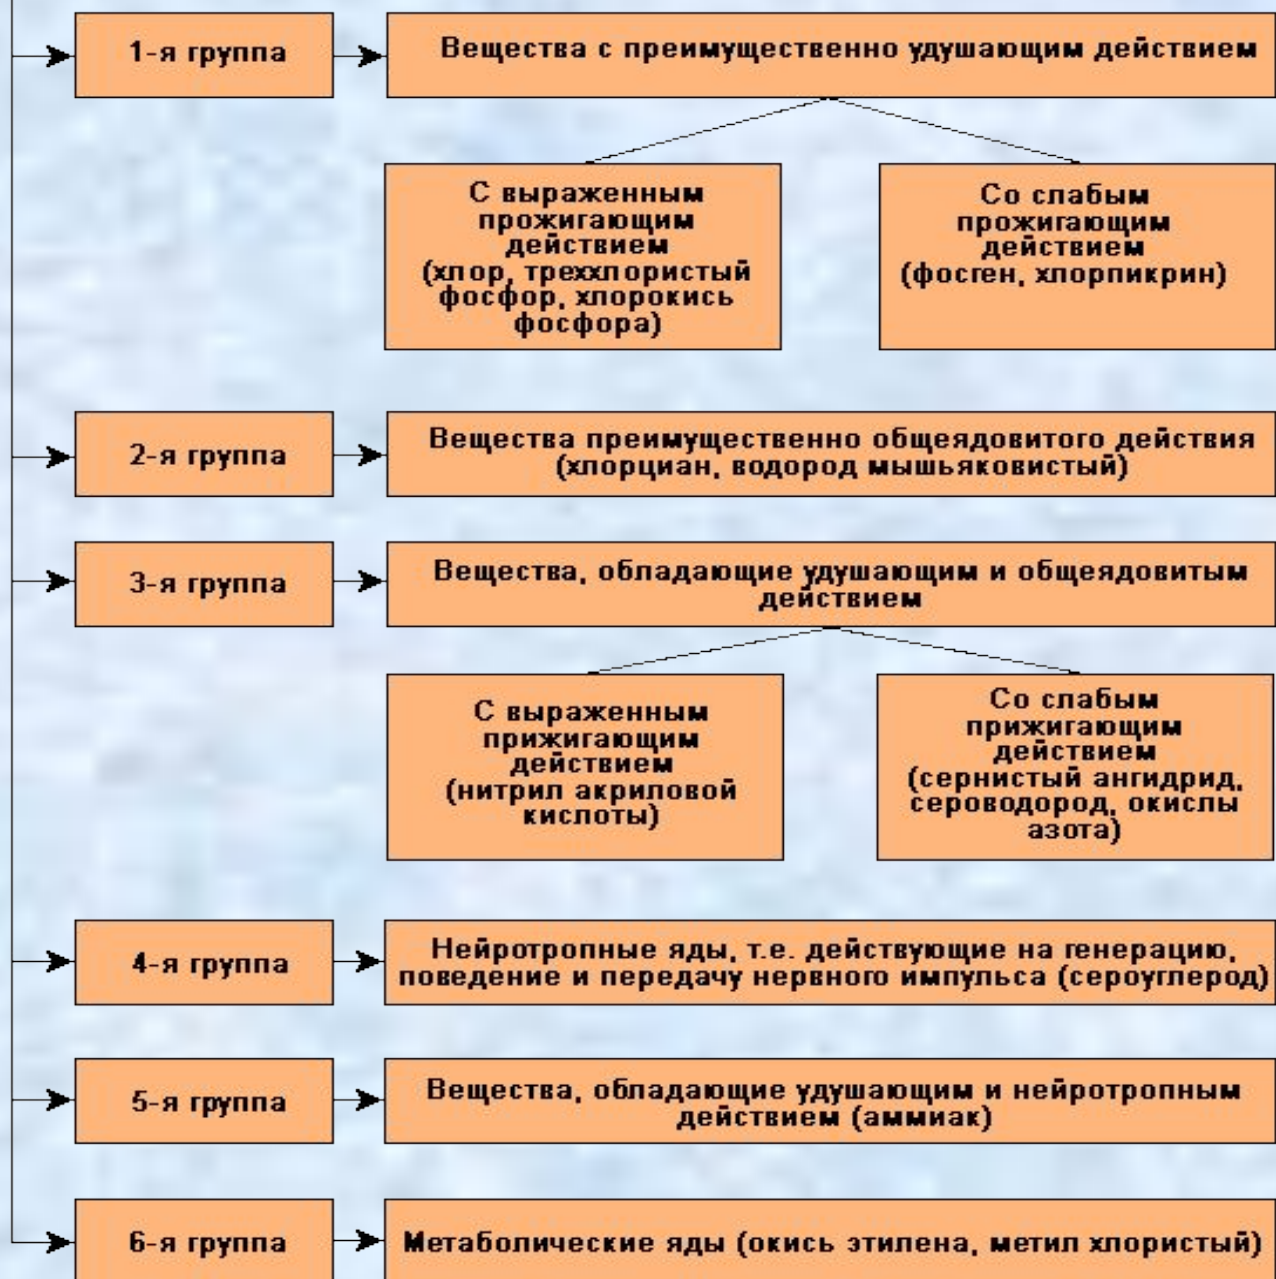 1-я группа
Вещества с преимущественно удушающим действием
С выраженным
прожигающим
действием
(хлор, треххлористый
фосфор, хлорокись
фосфора)
Со слабым
прожигающим
действием
(фосген, хлорпикрин)
2-я группа
Вещества преимущественно общеядовитого действия
(хлорциан, водород мышьяковистый)
3-я группа
Вещества, обладающие удушающим и общеядовитым
действием
С выраженным
прижигающим
действием
(нитрил акриловой
кислоты)
Со слабым
прижигающим
действием
(сернистый ангидрид,
сероводород, окислы
азота)
4-я группа
Нейротропные яды, т.е. действующие на генерацию,
поведение и передачу нервного импульса (сероуглерод)
5-я группа
Вещества, обладающие удушающим и нейротропным
действием (аммиак)
6-я группа
Метаболические яды (окись этилена, метил хлористый)